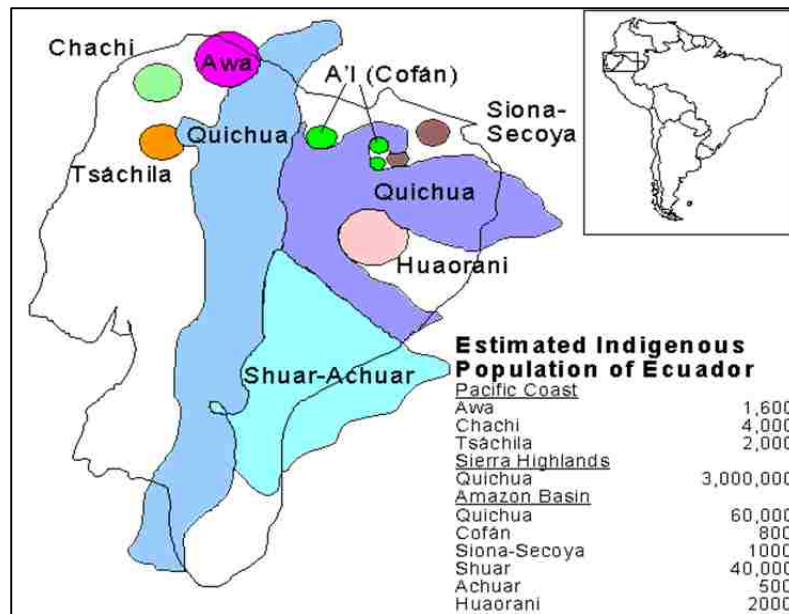 Chachi
Awa
A'I (Cofán)
Siona-
Secoya
Quichua
Tsáchila
Quichua
Huaorani
Shuar-Achuar
Estimated Indigenous
Population of Ecuador
Pacific Coast
Awa 1,600
Chachi 4,000
Tsáchila 2,000
Sierra Highlands
Quichua 3,000,000
Amazon Basin
Quichua 60,000
Cofán 800
Siona-Secoya 1000
Shuar 40,000
Achuar 500
Huaorani 2000